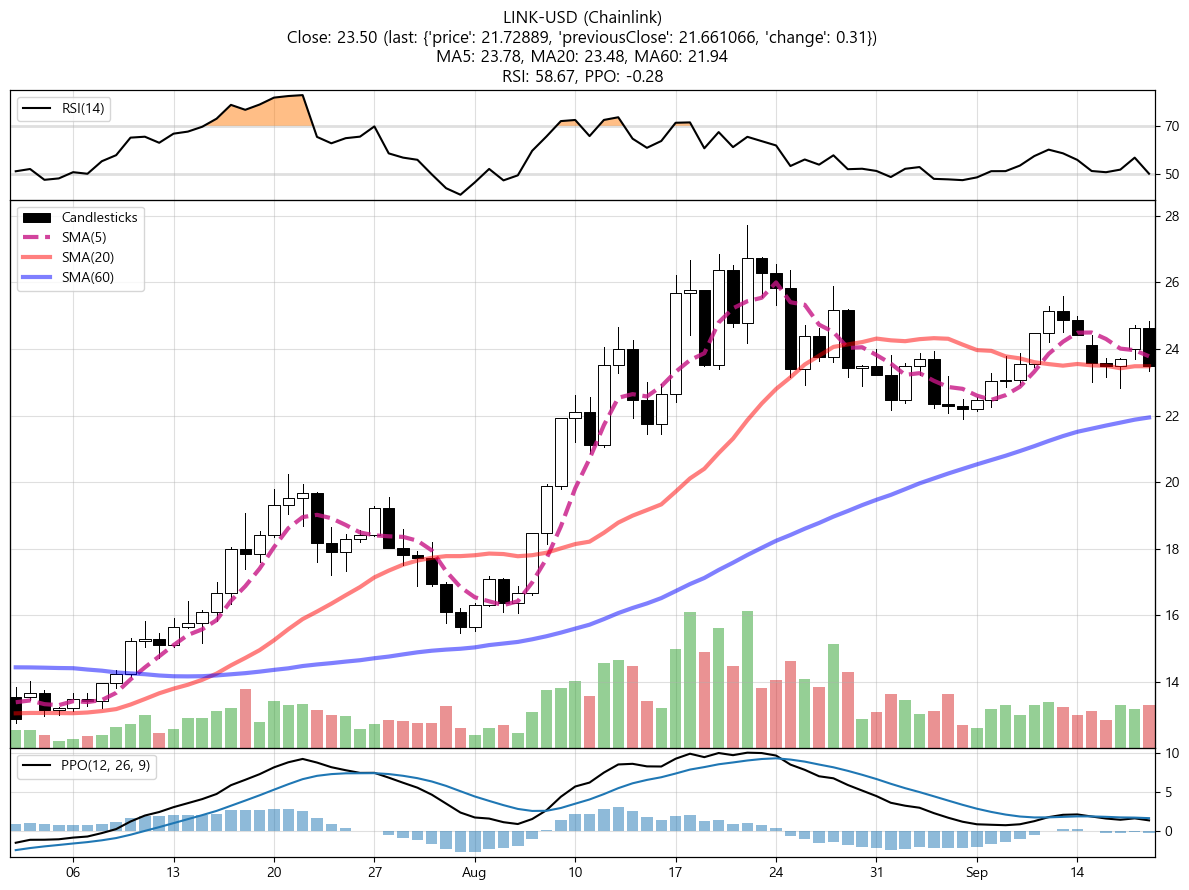 LINK-USD (Chainlink)
Close: 23.50 (last: {'price': 21.72889, 'previousClose': 21.661066, 'change': 0.31})
MA5: 23.78, MA20: 23.48, MA60: 21.94
RSI: 58.67, PPO: -0.28
RSI(14)
70
50
Candlesticks
SMA(5)
SMA(20)
SMA(60)
28
26
24
22
20
18
16
14
PPO(12, 26, 9)
10
5
0
06 13 20 27 Aug 10 17 24 31 Sep 14